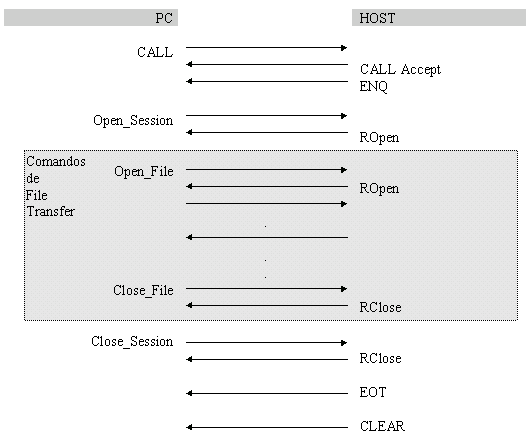 PC HOST
CALL
CALL Accept
ENQ
Open_Session
ROpen
Comandos
de
File
Transfer
Open_File
ROpen
.
.
.
Close_File
RClose
Close_Session
RClose
EOT
CLEAR